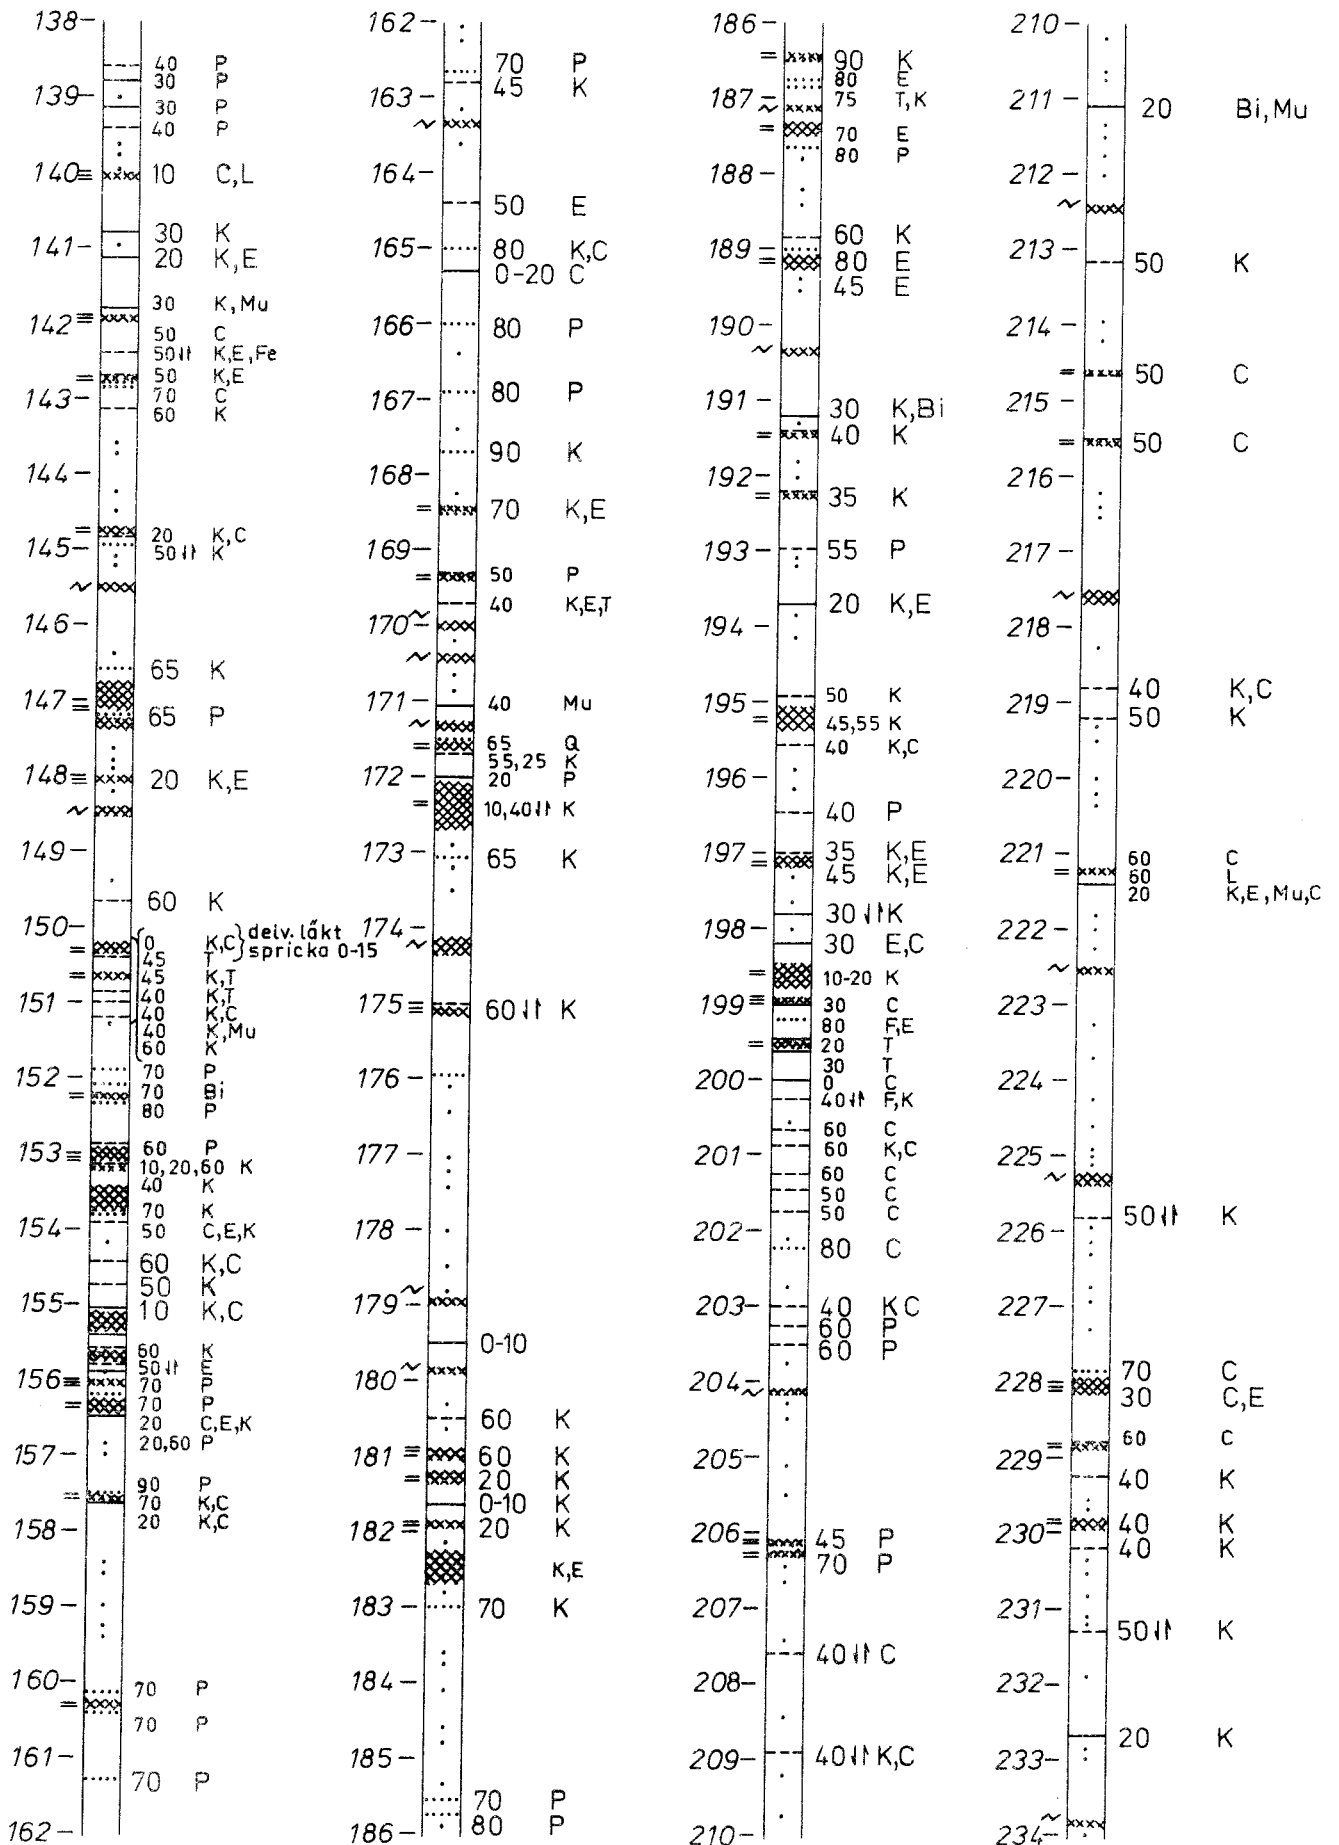 138-
40 P
30 P
139-
30 P
40 P
140≡ 10 C,L
30 K
141-
20 K,E
30 K,Mu
142
50 C
50⇃↾ K,E,Fe
50 K,E
143- 70 C
60 K
144-
20 K,C
145- 50⇃↾ K
~
146-
65 K
147
65 P
148≡ 20 K,E
~
149-
60 K
150-
0 K,C } delv. läkt
45 T spricka 0-15
= 45 K,T
40 K,T
151-
40 K,C
40 K,Mu
60 K
70 P
152-
70 Bi
80 P
60 P
153
10,20,60 K
40 K
70 K
154-
50 C,E,K
60 K,C
50 K
155-
10 K,C
60 K
50⇃↾ E
156 70 P
70 P
20 C,E,K
20,60 P
157-
90 P
70 K,C
20 K,C
158-
159-
160-
70 P
70 P
161-
70 P
162-
162-
70 P
45 K
163-
~
164-
50 E
165- 80 K,C
0-20 C
166- 80 P
80 P
167-
90 K
168-
= 70 K,E
169-
= 50 P
40 K,E,T
170-
~
171- 40 Mu
~
65 Q
55,25 K
172- 20 P
= 10,40⇃↾ K
173- 65 K
174-
~
175= 60⇃↾ K
176-
177-
178-
~
179-
0-10
~
180-
60 K
181 60 K
= 20 K
0-10 K
182 20 K
K,E
183- 70 K
184-
185-
70 P
186- 80 P
186-
= 90 K
80 E
187- 75 T,K
~
= 70 E
80 P
188-
60 K
189-
= 80 E
45 E
190-
~
191- 30 K,Bi
= 40 K
192-
= 35 K
193- 55 P
20 K,E
194-
195- 50 K
= 45,55 K
40 K,C
196-
40 P
197 35 K,E
45 K,E
30⇃↾ K
198-
30 E,C
= 10-20 K
199 30 C
80 F,E
= 20 T
30 T
200- 0 C
40⇃↾ F,K
60 C
201- 60 K,C
60 C
50 C
50 C
202-
80 C
203- 40 K C
60 P
60 P
204-
~
205-
206 45 P
70 P
207-
40⇃↾ C
208-
209- 40⇃↾ K,C
210-
210-
211- 20 Bi,Mu
212-
~
213- 50 K
214-
= 50 C
215-
= 50 C
216-
217-
~
218-
219- 40 K,C
50 K
220-
221- 60 C
= 60 L
20 K,E,Mu,C
222-
~
223-
224-
225-
~
226- 50⇃↾ K
227-
70 C
228≡ 30 C,E
= 60 C
229-
40 K
230 40 K
40 K
231-
50⇃↾ K
232-
20 K
233-
~
234-